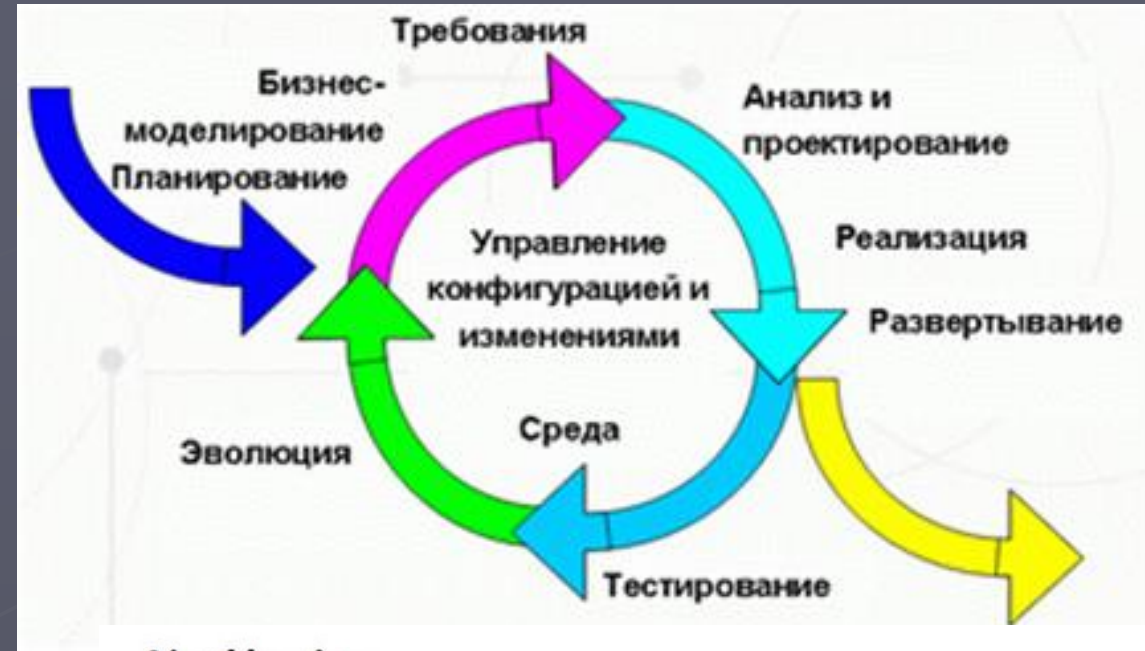 Требования
Бизнес-
моделирование
Планирование
Анализ и
проектирование
Управление
конфигурацией и
изменениями
Реализация
Развертывание
Среда
Эволюция
Тестирование